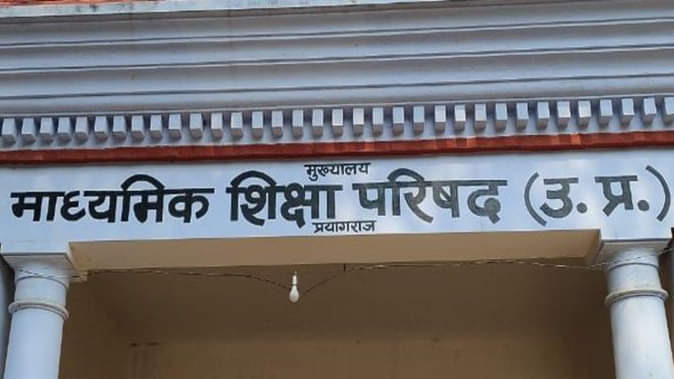 मुख्यालय
माध्यमिक शिक्षा परिषद (उ. प्र.)
प्रयागराज